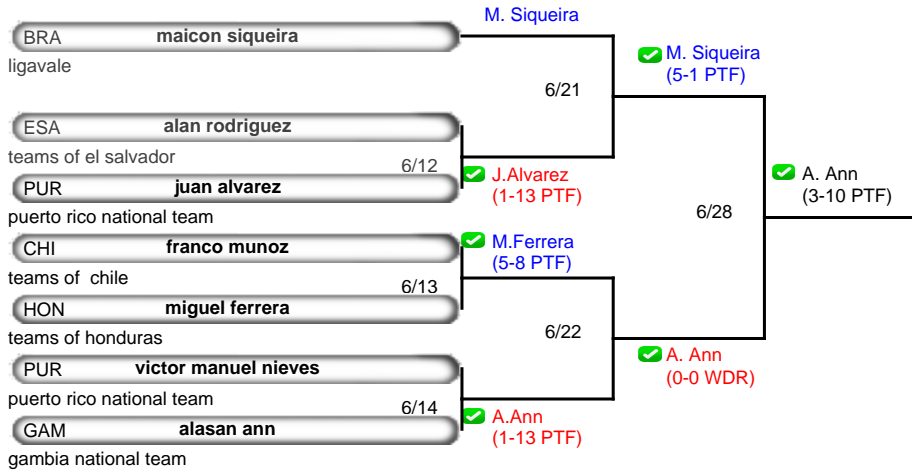 M. Siqueira
BRA maicon siqueira
ligavale
6/21
M. Siqueira
(5-1 PTF)
ESA alan rodriguez
teams of el salvador
6/12
PUR juan alvarez
J.Alvarez
(1-13 PTF)
puerto rico national team
A. Ann
(3-10 PTF)
6/28
CHI franco munoz
M.Ferrera
(5-8 PTF)
teams of chile
6/13
HON miguel ferrera
teams of honduras
6/22
PUR victor manuel nieves
A. Ann
(0-0 WDR)
puerto rico national team
6/14
GAM alasan ann
A.Ann
(1-13 PTF)
gambia national team